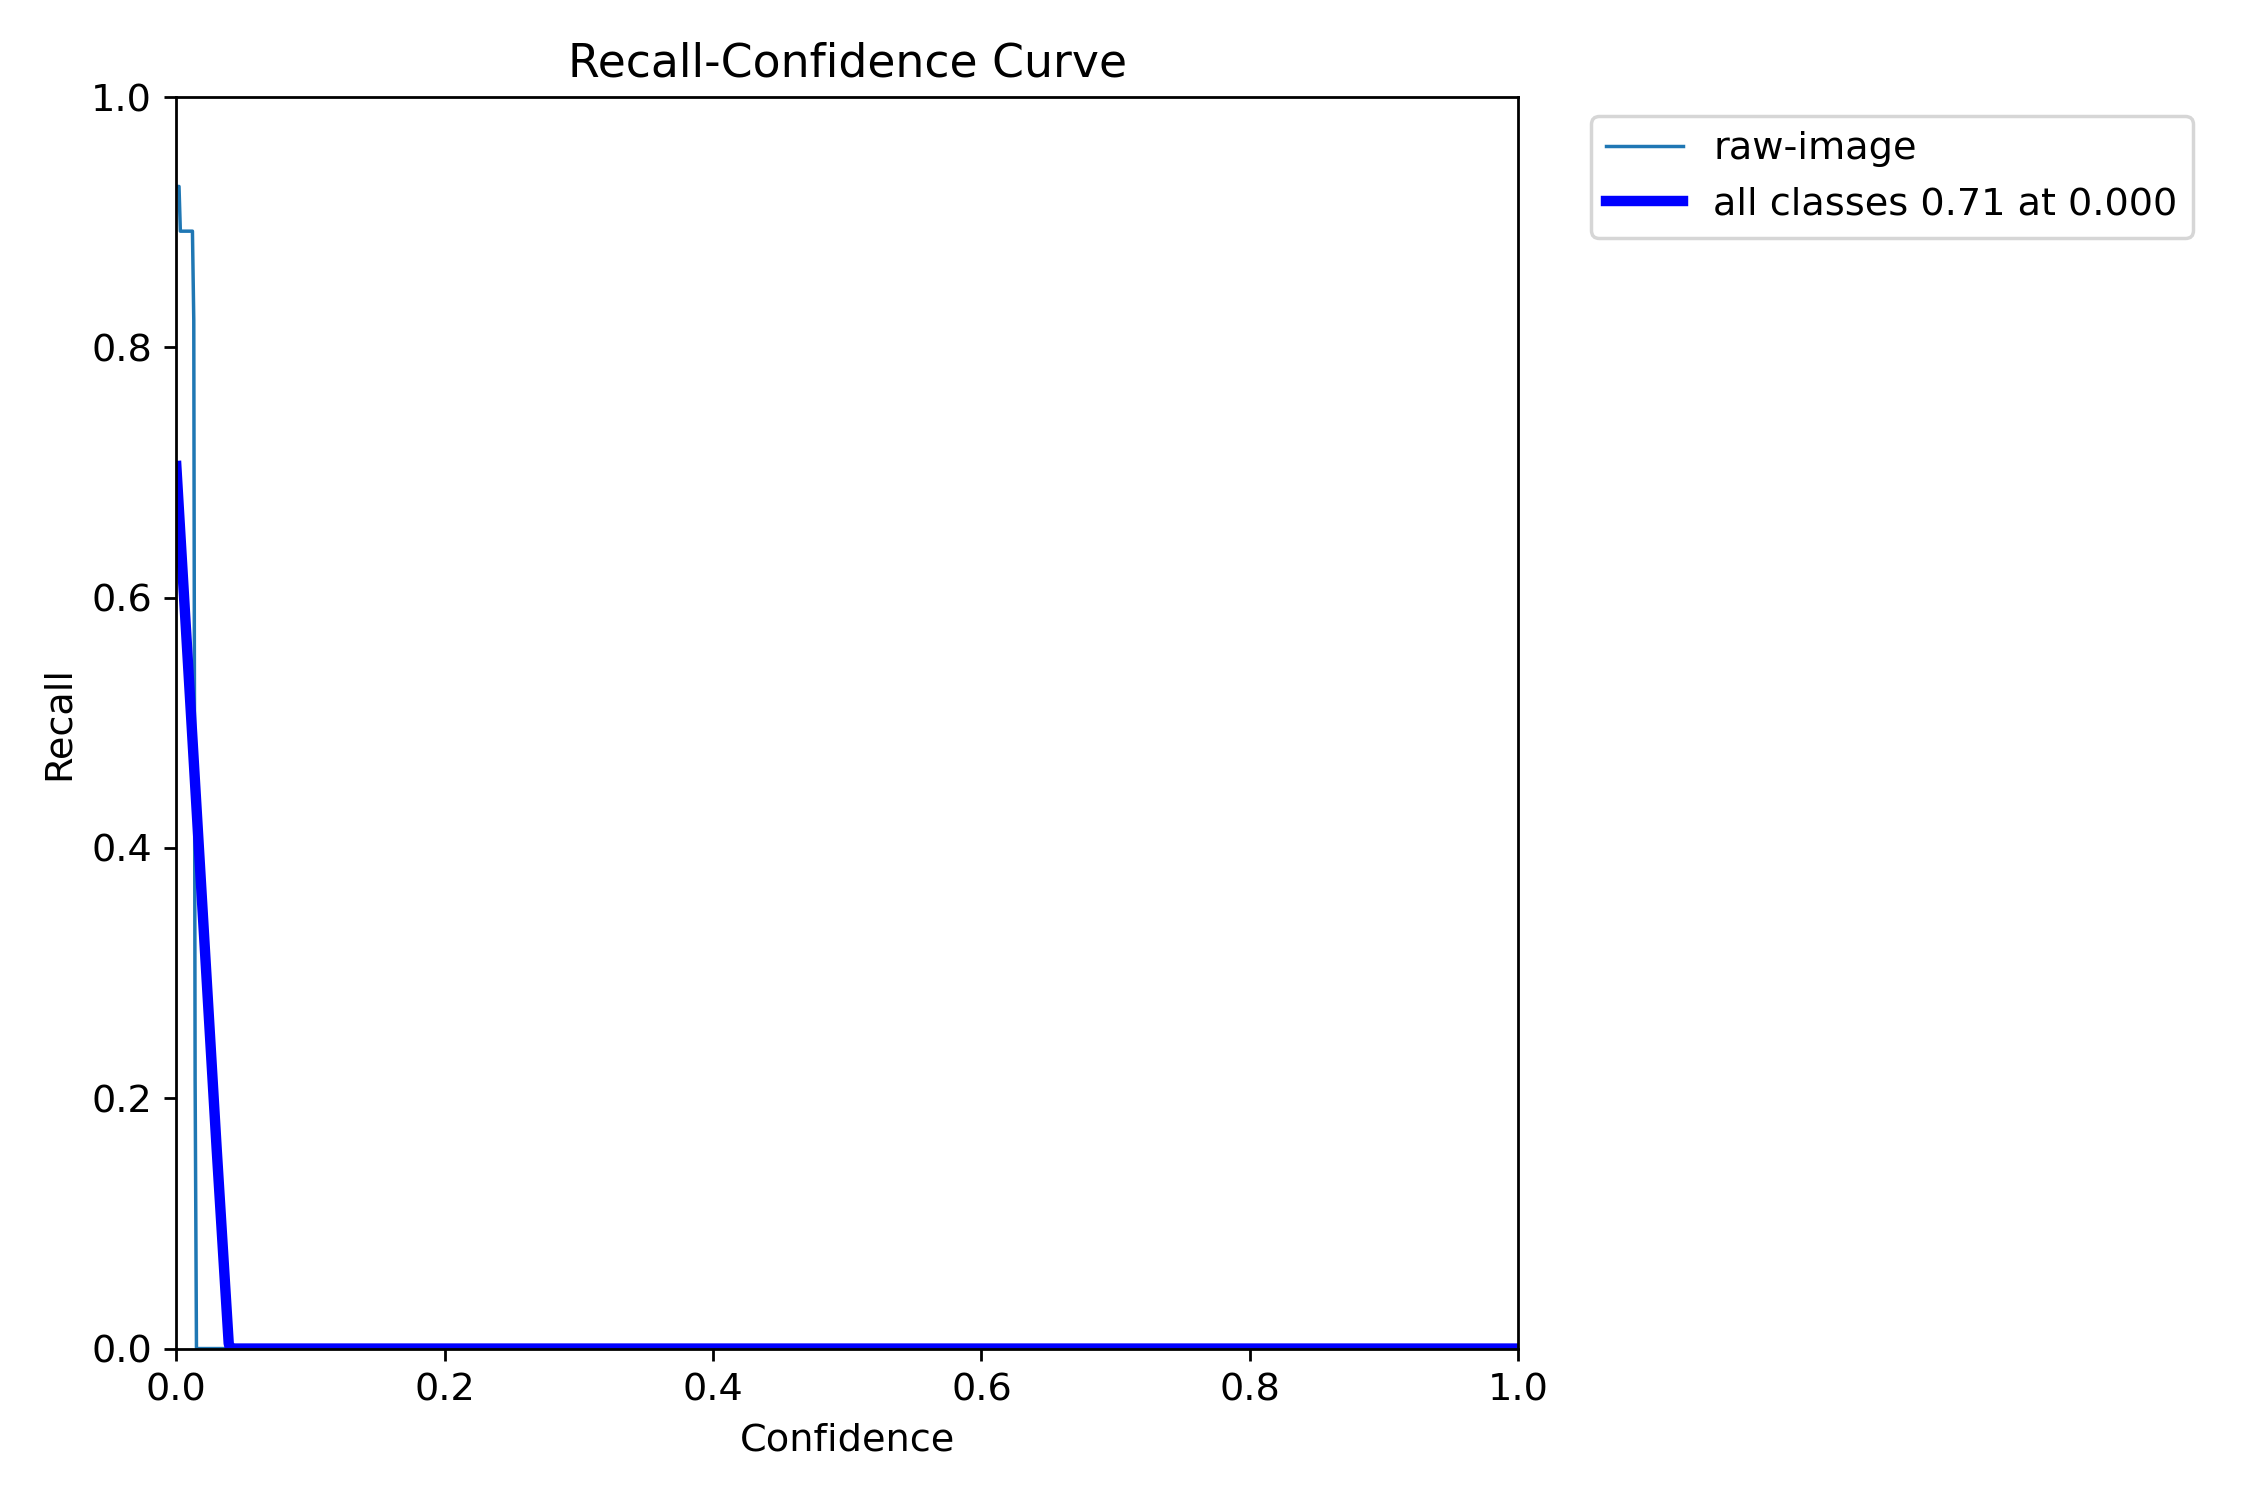 Recall-Confidence Curve
1.0
0.8
0.6
0.4
0.2
0.0
Recall
0.0 0.2 0.4 0.6 0.8 1.0
Confidence
raw-image
all classes 0.71 at 0.000